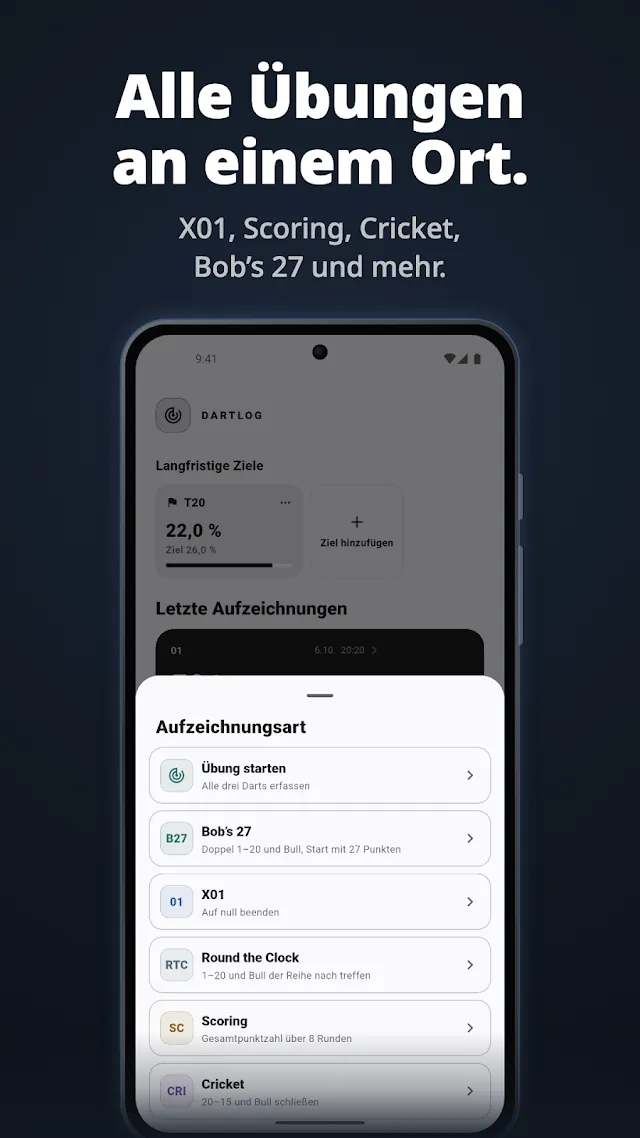 Alle Übungen
an einem Ort.
X01, Scoring, Cricket,
Bob’s 27 und mehr.
9:41
DARTLOG
Langfristige Ziele
T20
22,0 %
Ziel 26,0 %
Ziel hinzufügen
Letzte Aufzeichnungen
01
6.10. 20:20
Aufzeichnungsart
Übung starten
Alle drei Darts erfassen
B27
Bob’s 27
Doppel 1–20 und Bull, Start mit 27 Punkten
01
X01
Auf null beenden
RTC
Round the Clock
1–20 und Bull der Reihe nach treffen
SC
Scoring
Gesamtpunktzahl über 8 Runden
CRI
Cricket
20–15 und Bull schließen